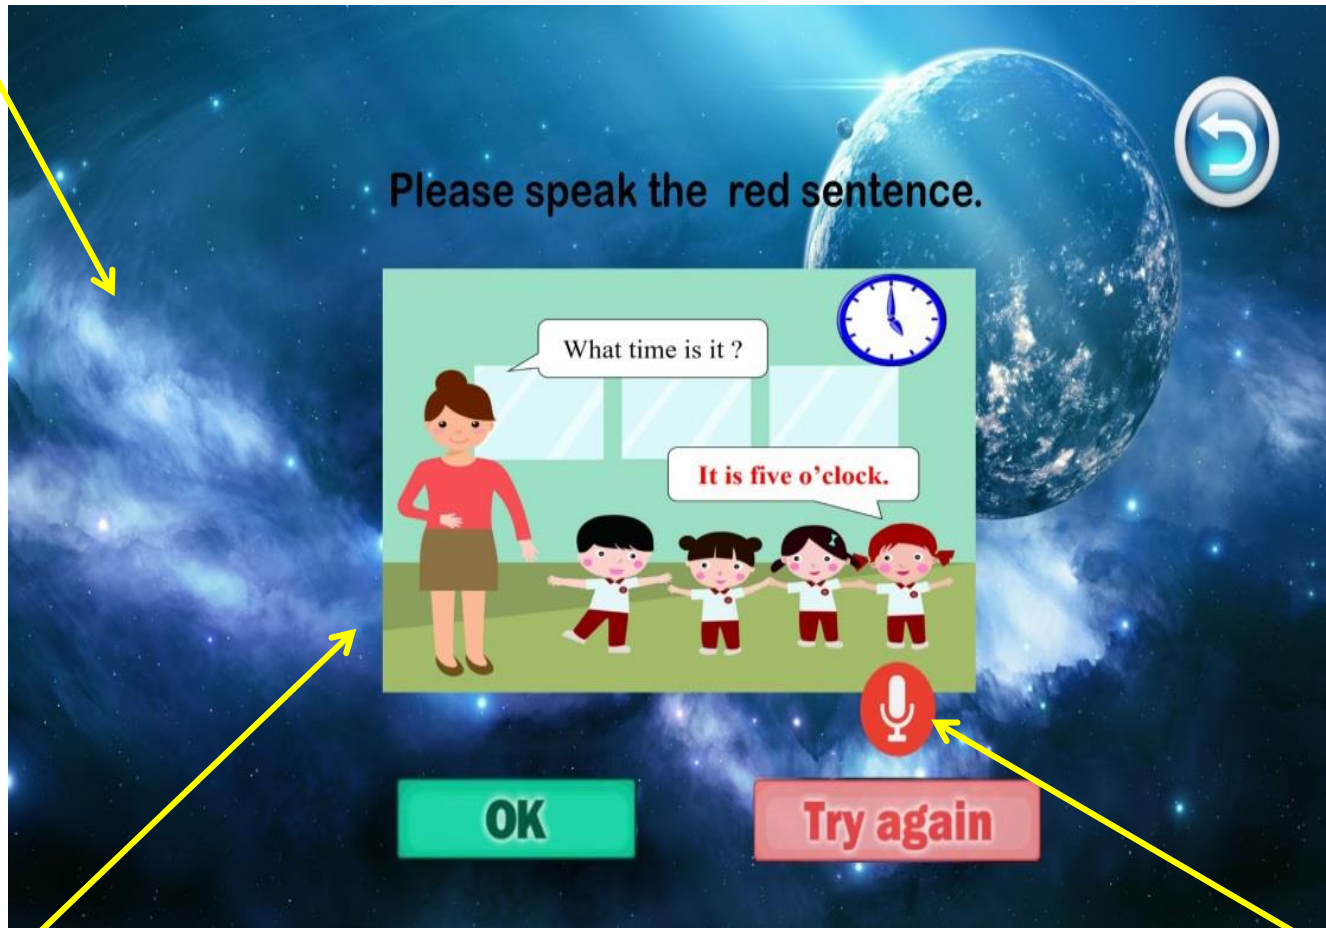 Please speak the  red sentence.
What time is it ?
It is five o’clock.
OK
Try again